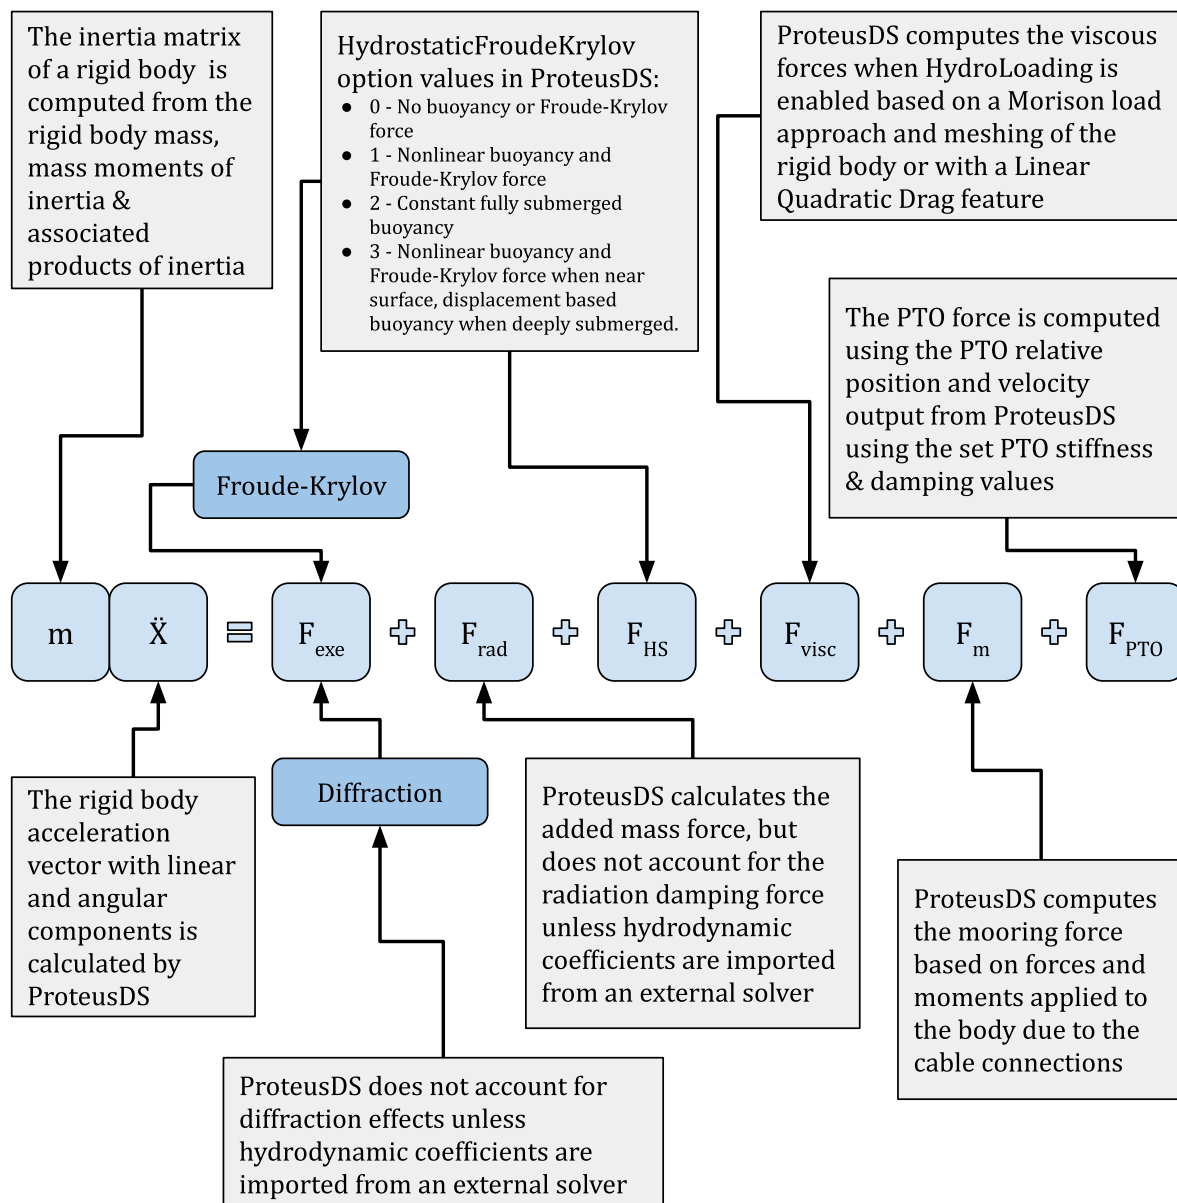 The inertia matrix
of a rigid body is
computed from the
rigid body mass,
mass moments of
inertia &
associated
products of inertia
HydrostaticFroudeKrylov
option values in ProteusDS:
● 0 - No buoyancy or Froude-Krylov
force
● 1 - Nonlinear buoyancy and
Froude-Krylov force
● 2 - Constant fully submerged
buoyancy
● 3 - Nonlinear buoyancy and
Froude-Krylov force when near
surface, displacement based
buoyancy when deeply submerged.
ProteusDS computes the viscous
forces when HydroLoading is
enabled based on a Morison load
approach and meshing of the
rigid body or with a Linear
Quadratic Drag feature
The PTO force is computed
using the PTO relative
position and velocity
output from ProteusDS
using the set PTO stiffness
& damping values
Froude-Krylov
m Ẍ = F_exe + F_rad + F_HS + F_visc + F_m + F_PTO
Diffraction
The rigid body
acceleration
vector with linear
and angular
components is
calculated by
ProteusDS
ProteusDS calculates the
added mass force, but
does not account for the
radiation damping force
unless hydrodynamic
coefficients are imported
from an external solver
ProteusDS computes
the mooring force
based on forces and
moments applied to
the body due to the
cable connections
ProteusDS does not account for
diffraction effects unless
hydrodynamic coefficients are
imported from an external solver